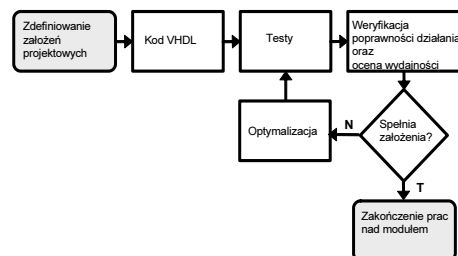 Zdefiniowanie
założeń
projektowych
Kod VHDL
Testy
Weryfikacja
poprawności działania
oraz
ocena wydajności
Optymalizacja
N
Spełnia
założenia?
T
Zakończenie prac
nad modułem